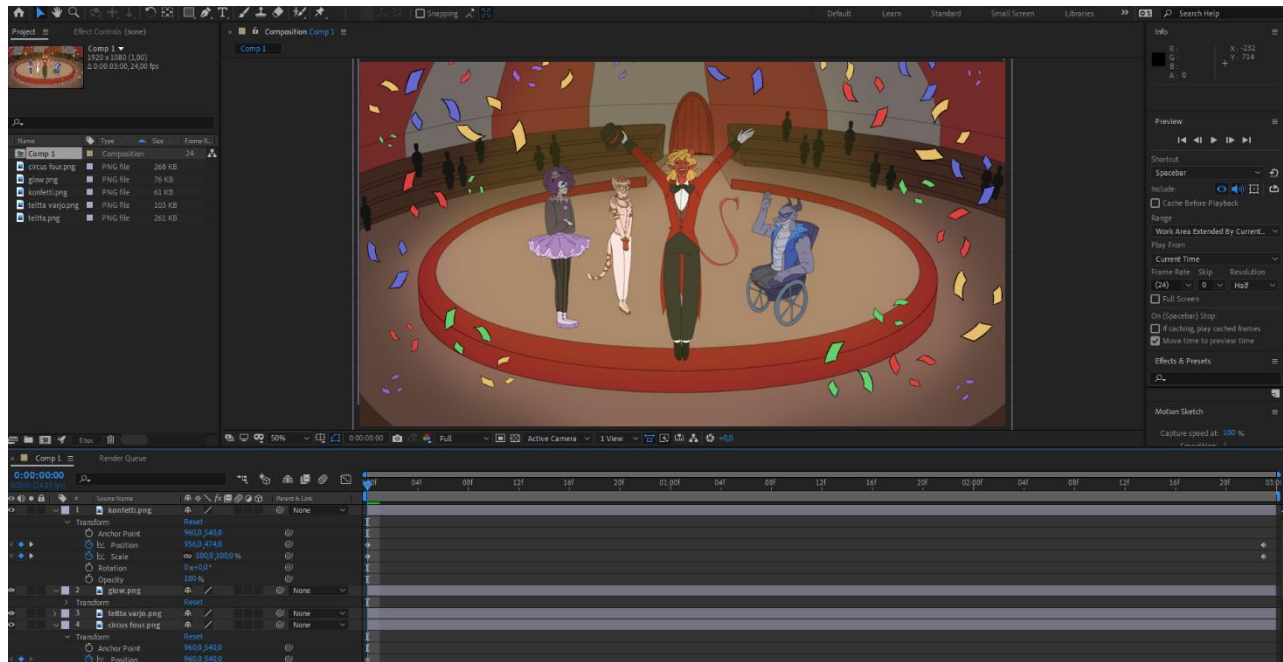 Snapping
Default Learn Standard Small Screen Libraries Search Help
Project Effect Controls (none)
Comp 1
1920 x 1080 (1,00)
Δ 0:00:03:00, 24,00 fps
Name Type Size Frame R...
Comp 1 Composition 24
circus four.png PNG file 268 KB
glow.png PNG file 76 KB
konfetti.png PNG file 61 KB
teltta varjo.png PNG file 103 KB
teltta.png PNG file 261 KB
8 bpc
Composition Comp 1
Comp 1
50% 0:00:00:00 Full Active Camera 1 View +0,0
Info
R :
G :
B :
A : 0
X : -232
Y : 714
Preview
Shortcut
Spacebar
Include:
Cache Before Playback
Range
Work Area Extended By Current...
Play From
Current Time
Frame Rate Skip Resolution
(24) 0 Half
Full Screen
On (Spacebar) Stop:
If caching, play cached frames
Move time to preview time
Effects & Presets
Motion Sketch
Capture speed at: 100 %
Smoothing: 1
Comp 1 Render Queue
0:00:00:00
# Source Name Parent & Link
04f 08f 12f 16f 20f 01:00f 04f 08f 12f 16f 20f 02:00f 04f 08f 12f 16f 20f
1 konfetti.png None
Transform Reset
Anchor Point 960,0,540,0
Position 956,0,474,0
Scale 100,0,100,0 %
Rotation 0 x+0,0°
Opacity 100 %
2 glow.png None
Transform Reset
3 teltta varjo.png None
4 circus four.png None
Transform Reset
Anchor Point 960,0,540,0
Position 960,0,540,0